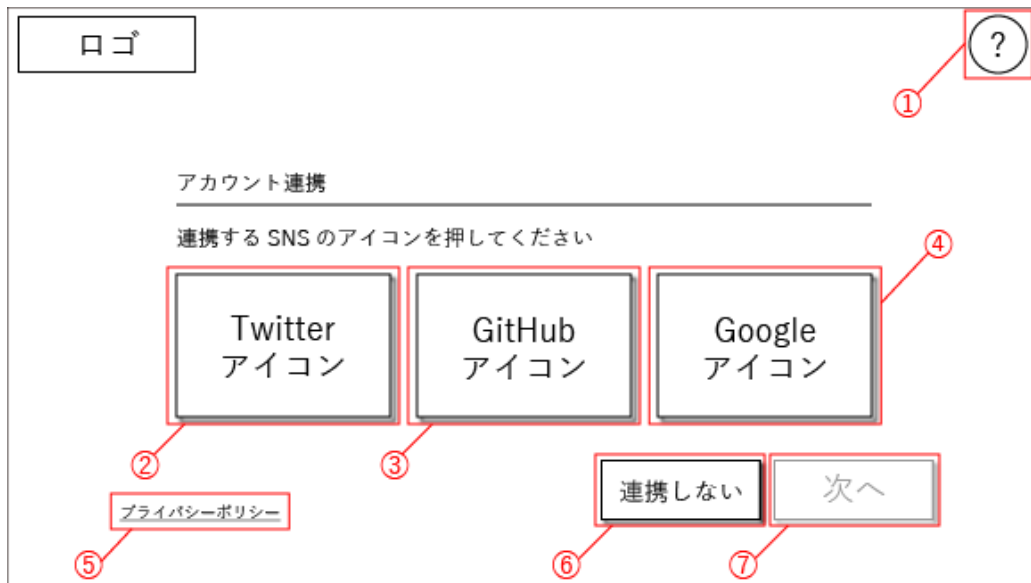 ロゴ
?
①
アカウント連携
連携する SNS のアイコンを押してください
④
Twitter
アイコン
GitHub
アイコン
Google
アイコン
②
③
連携しない
次へ
プライバシーポリシー
⑤
⑥
⑦